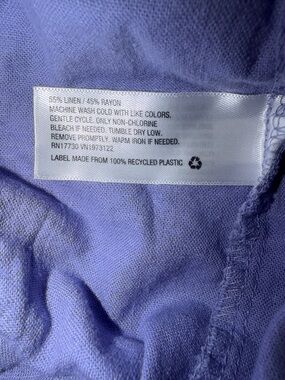 55% LINEN / 45% RAYON
MACHINE WASH COLD WITH LIKE COLORS.
GENTLE CYCLE. ONLY NON-CHLORINE
BLEACH IF NEEDED. TUMBLE DRY LOW.
REMOVE PROMPTLY. WARM IRON IF NEEDED.
RN17730 VN1973122
LABEL MADE FROM 100% RECYCLED PLASTIC